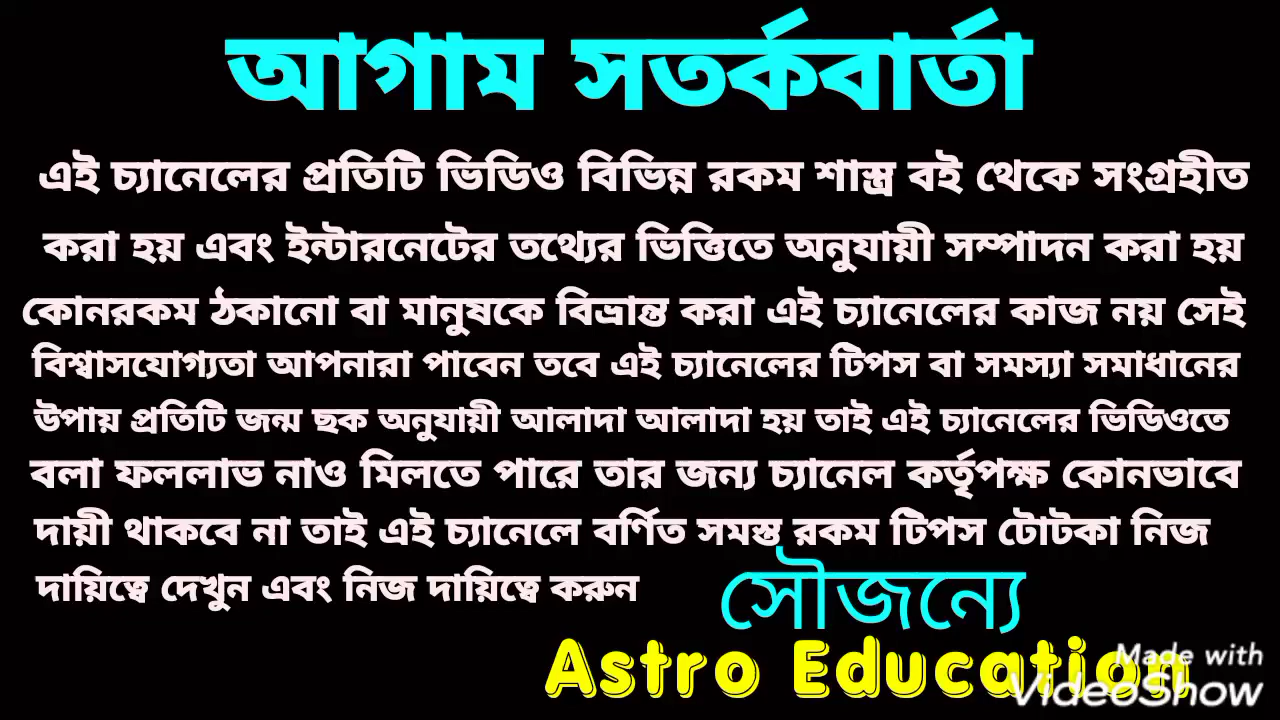 আগাম সতর্কবার্তা
এই চ্যানেলের প্রতিটি ভিডিও বিভিন্ন রকম শাস্ত্র বই থেকে সংগ্রহীত
করা হয় এবং ইন্টারনেটের তথ্যের ভিত্তিতে অনুযায়ী সম্পাদন করা হয়
কোনরকম ঠকানো বা মানুষকে বিভ্রান্ত করা এই চ্যানেলের কাজ নয় সেই
বিশ্বাসযোগ্যতা আপনারা পাবেন তবে এই চ্যানেলের টিপস বা সমস্যা সমাধানের
উপায় প্রতিটি জন্ম ছক অনুযায়ী আলাদা আলাদা হয় তাই এই চ্যানেলের ভিডিওতে
বলা ফললাভ নাও মিলতে পারে তার জন্য চ্যানেল কর্তৃপক্ষ কোনভাবে
দায়ী থাকবে না তাই এই চ্যানেলে বর্ণিত সমস্ত রকম টিপস টোটকা নিজ
দায়িত্বে দেখুন এবং নিজ দায়িত্বে করুন
সৌজন্যে
Astro Education
Made with
VideoShow